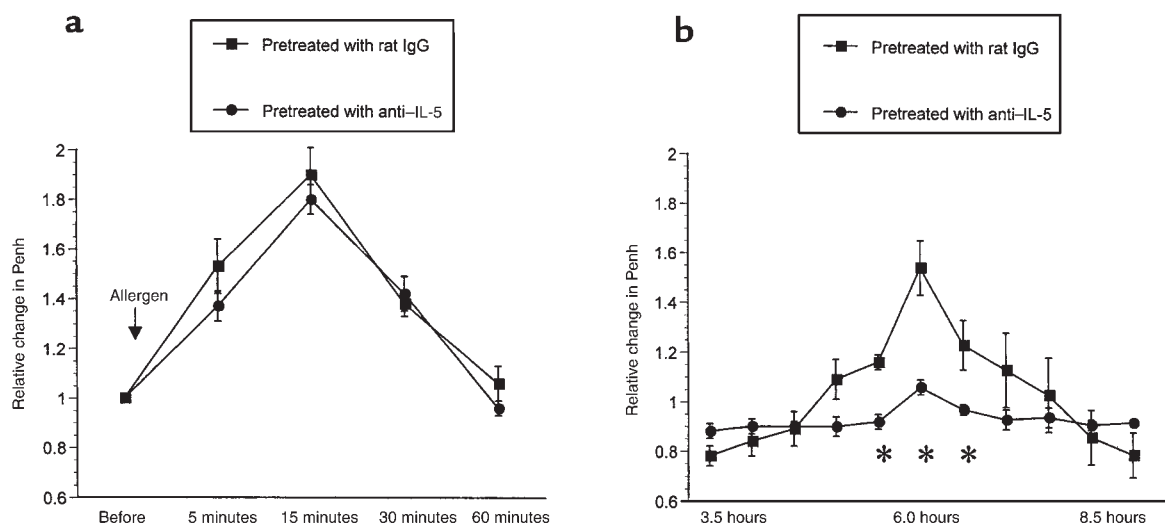 a
Pretreated with rat IgG
Pretreated with anti–IL-5
Relative change in Penh
2
1.8
1.6
1.4
1.2
1
0.8
0.6
Allergen
Before
5 minutes
15 minutes
30 minutes
60 minutes
b
Pretreated with rat IgG
Pretreated with anti–IL-5
Relative change in Penh
2
1.8
1.6
1.4
1.2
1
0.8
0.6
* * *
3.5 hours
6.0 hours
8.5 hours